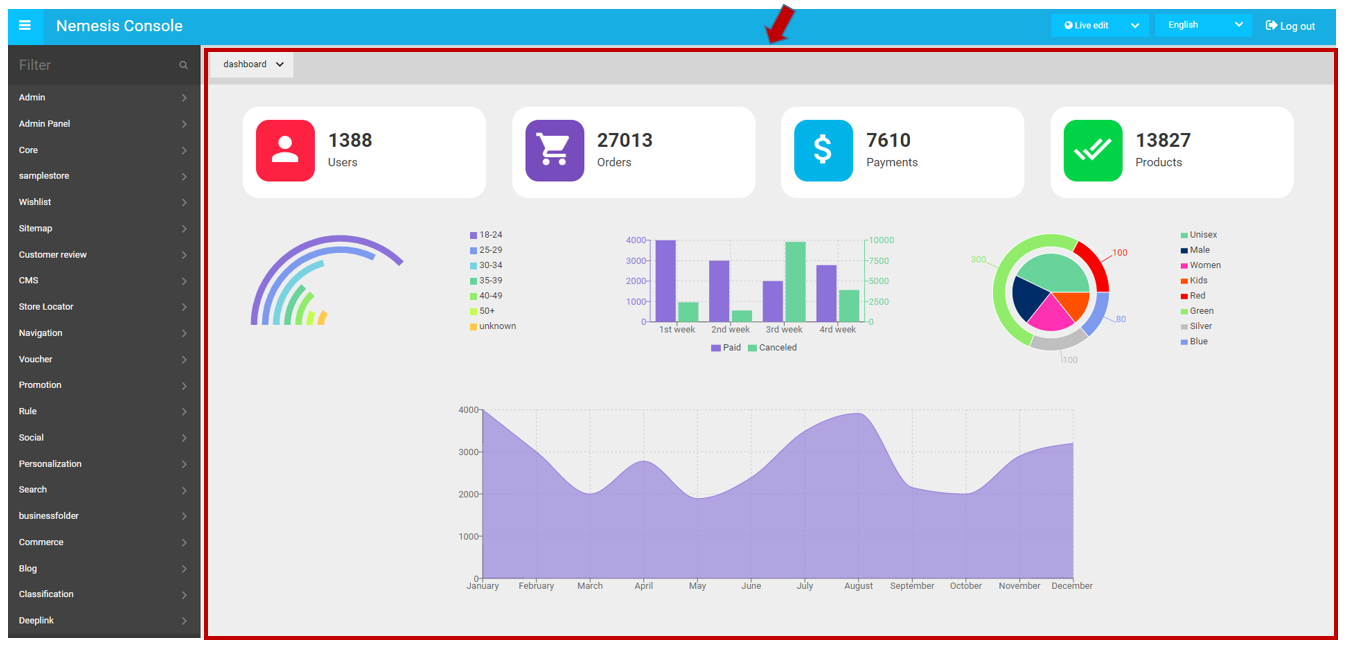 Nemesis Console
Live edit
English
Log out
Filter
Admin
Admin Panel
Core
samplestore
Wishlist
Sitemap
Customer review
CMS
Store Locator
Navigation
Voucher
Promotion
Rule
Social
Personalization
Search
businessfolder
Commerce
Blog
Classification
Deeplink
dashboard
1388
Users
27013
Orders
7610
Payments
13827
Products
18-24
25-29
30-34
35-39
40-49
50+
unknown
4000
3000
2000
1000
0
10000
7500
5000
2500
0
1st week 2nd week 3rd week 4rd week
Paid Canceled
300
100
80
100
Unisex
Male
Women
Kids
Red
Green
Silver
Blue
4000
3000
2000
1000
0
January February March April May June July August September October November December